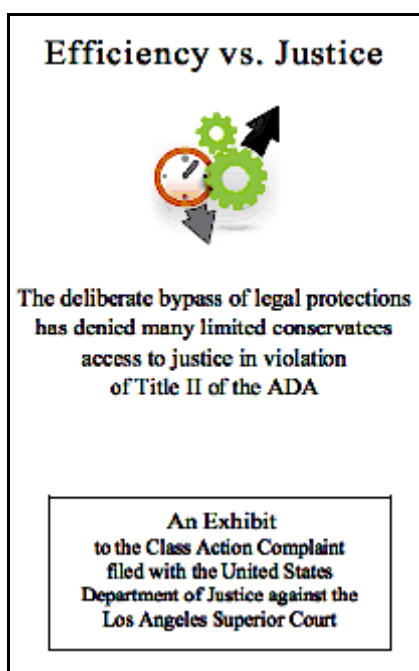 Efficiency vs. Justice
The deliberate bypass of legal protections
has denied many limited conservatees
access to justice in violation
of Title II of the ADA
An Exhibit
to the Class Action Complaint
filed with the United States
Department of Justice against the
Los Angeles Superior Court